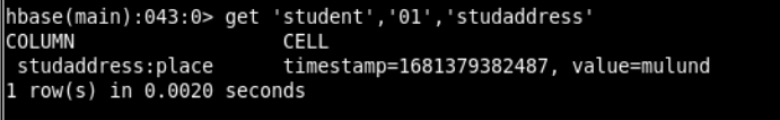 hbase(main):043:0> get 'student','01','studaddress'
COLUMN CELL
studaddress:place timestamp=1681379382487, value=mulund
1 row(s) in 0.0020 seconds